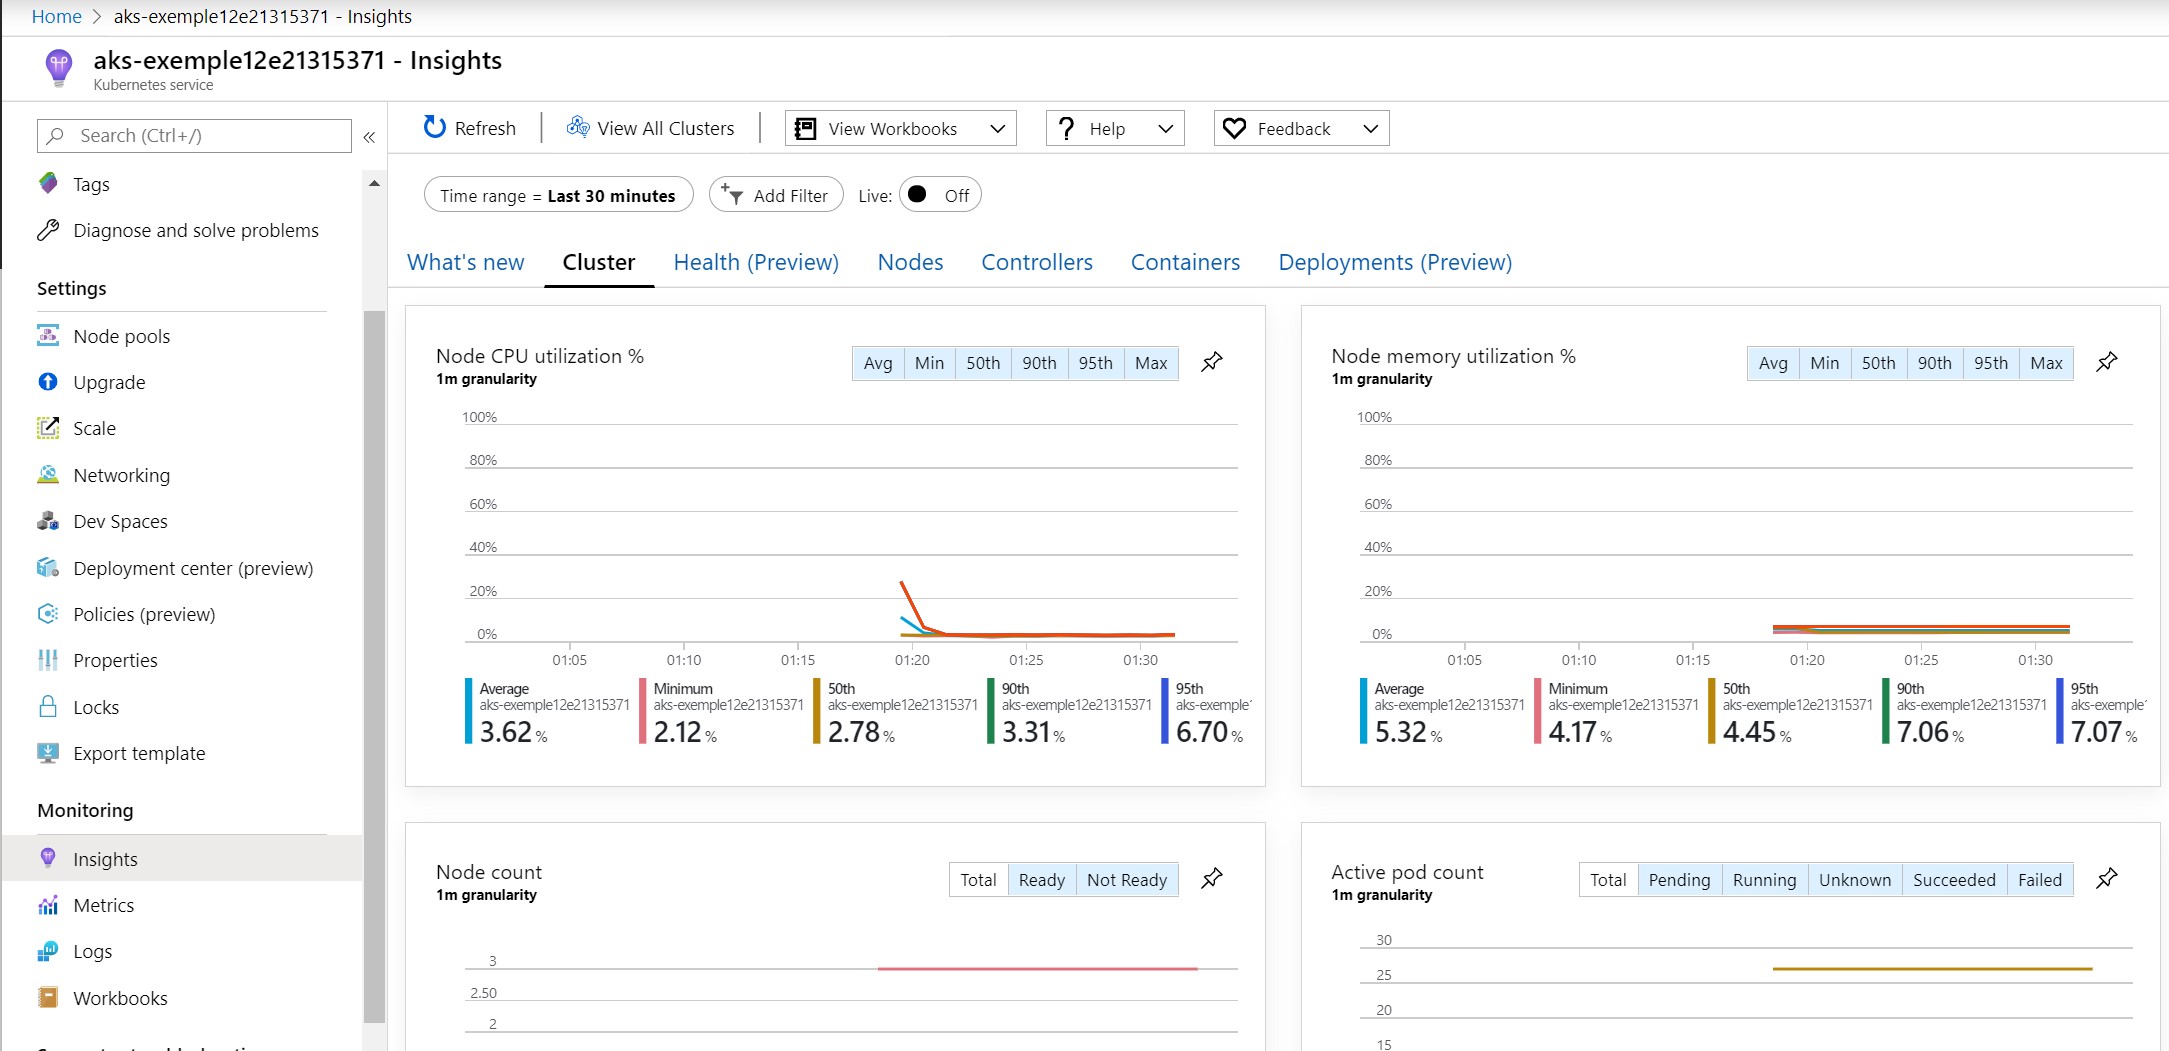 Home > aks-exemple12e21315371 - Insights
aks-exemple12e21315371 - Insights
Kubernetes service
Search (Ctrl+/)
«
Tags
Diagnose and solve problems
Settings
Node pools
Upgrade
Scale
Networking
Dev Spaces
Deployment center (preview)
Policies (preview)
Properties
Locks
Export template
Monitoring
Insights
Metrics
Logs
Workbooks
Refresh View All Clusters View Workbooks ? Help Feedback
Time range = Last 30 minutes Add Filter Live: Off
What's new Cluster Health (Preview) Nodes Controllers Containers Deployments (Preview)
Node CPU utilization %
1m granularity
Avg Min 50th 90th 95th Max
100%
80%
60%
40%
20%
0%
01:05 01:10 01:15 01:20 01:25 01:30
Average Minimum 50th 90th 95th
aks-exemple12e21315371 aks-exemple12e21315371 aks-exemple12e21315371 aks-exemple12e21315371 aks-exemple
3.62 % 2.12 % 2.78 % 3.31 % 6.70 %
Node memory utilization %
1m granularity
Avg Min 50th 90th 95th Max
100%
80%
60%
40%
20%
0%
01:05 01:10 01:15 01:20 01:25 01:30
Average Minimum 50th 90th 95th
aks-exemple12e21315371 aks-exemple12e21315371 aks-exemple12e21315371 aks-exemple12e21315371 aks-exemple
5.32 % 4.17 % 4.45 % 7.06 % 7.07 %
Node count
1m granularity
Total Ready Not Ready
3
2.50
2
Active pod count
1m granularity
Total Pending Running Unknown Succeeded Failed
30
25
20
15